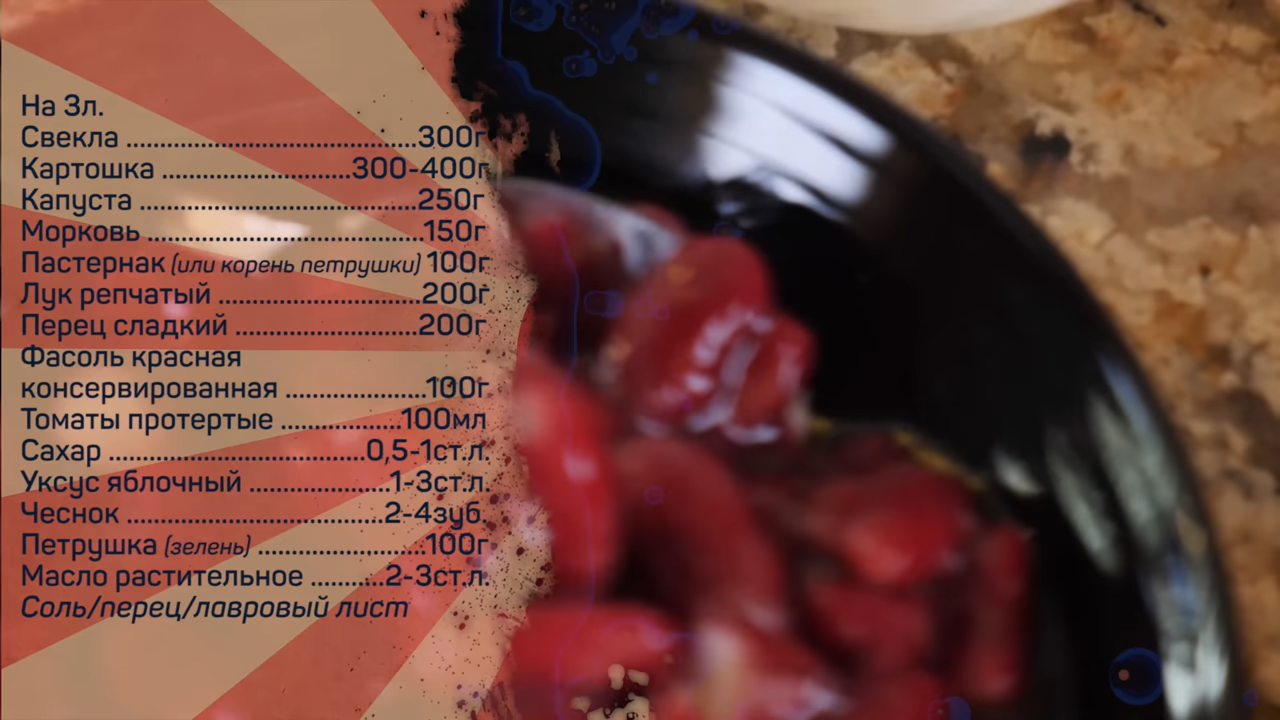 На 3л.
Свекла ................................300г
Картошка .....................300-400г
Капуста ...............................250г
Морковь ..............................150г
Пастернак (или корень петрушки) 100г
Лук репчатый ......................200г
Перец сладкий ....................200г
Фасоль красная
консервированная ...............100г
Томаты протертые .............100мл
Сахар ............................0,5-1ст.л.
Уксус яблочный ...............1-3ст.л.
Чеснок ............................2-4зуб.
Петрушка (зелень) ..................100г
Масло растительное ........2-3ст.л.
Соль/перец/лавровый лист